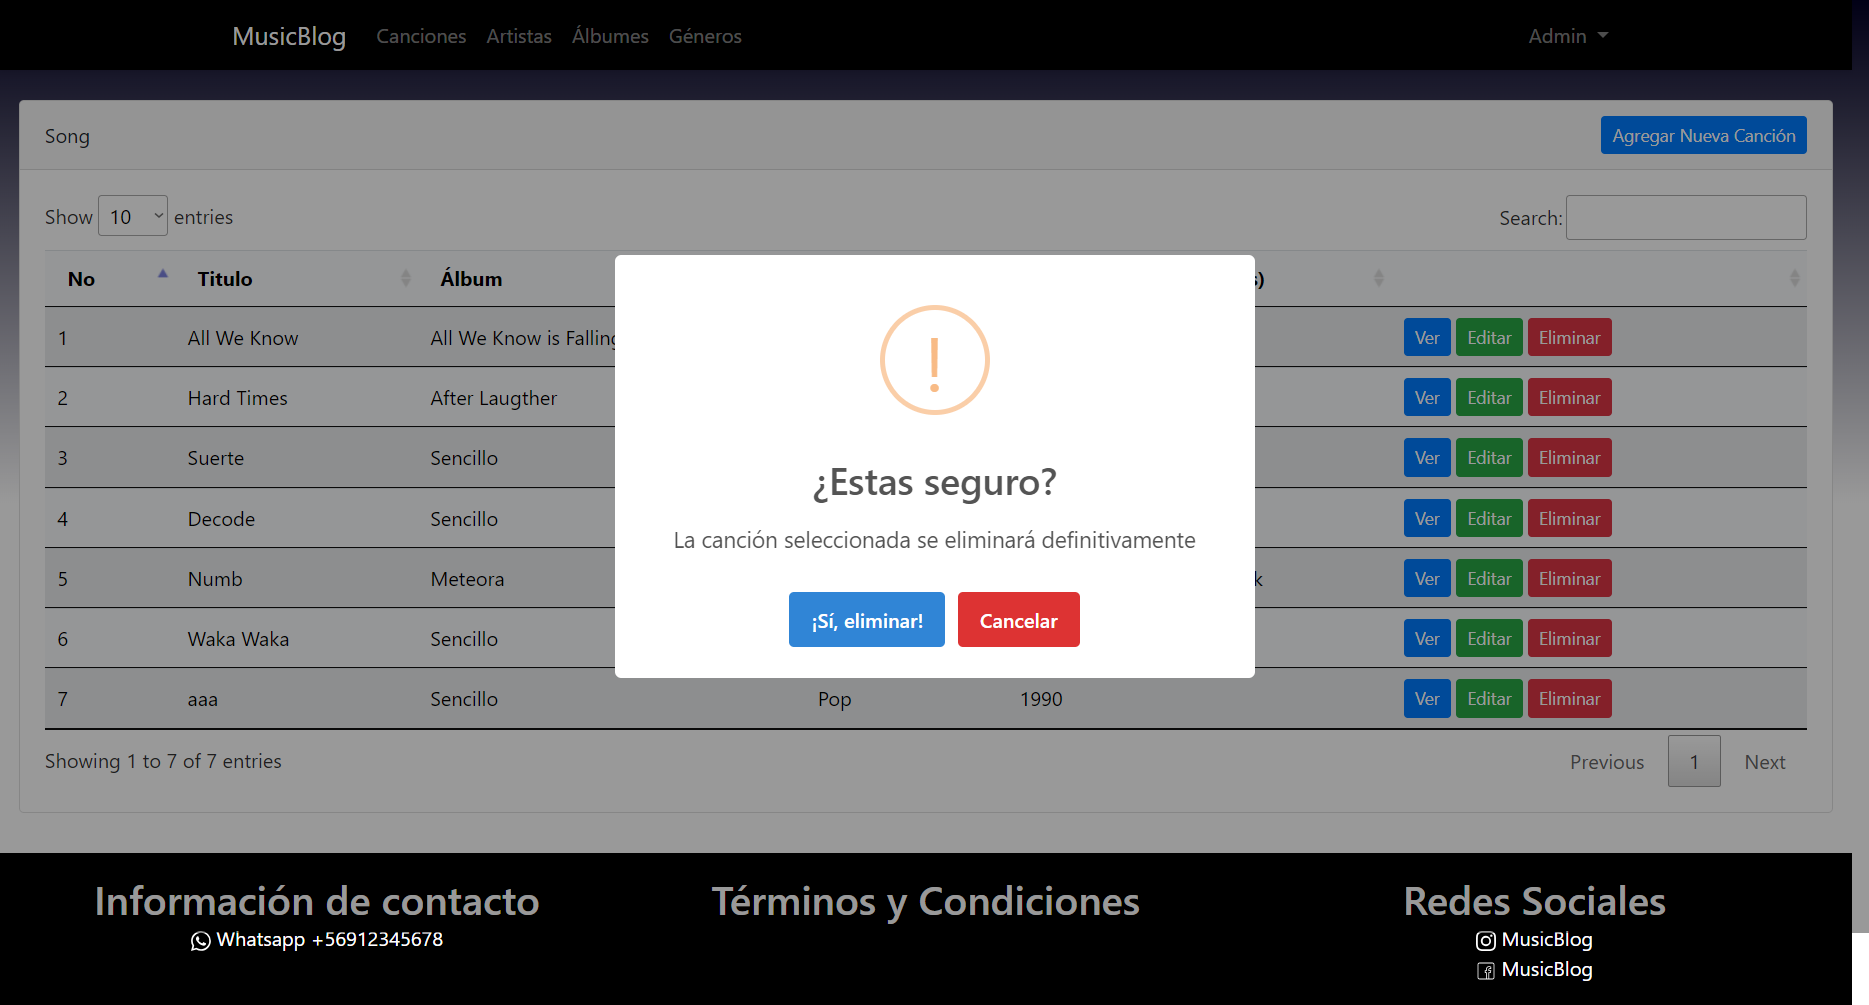 MusicBlog Canciones Artistas Álbumes Géneros Admin
Song Agregar Nueva Canción
Show 10 entries Search:
No Titulo Álbum s)
1 All We Know All We Know is Falling Ver Editar Eliminar
2 Hard Times After Laugther Ver Editar Eliminar
3 Suerte Sencillo Ver Editar Eliminar
4 Decode Sencillo Ver Editar Eliminar
5 Numb Meteora k Ver Editar Eliminar
6 Waka Waka Sencillo Ver Editar Eliminar
7 aaa Sencillo Pop 1990 Ver Editar Eliminar
!
¿Estas seguro?
La canción seleccionada se eliminará definitivamente
¡Sí, eliminar! Cancelar
Showing 1 to 7 of 7 entries Previous 1 Next
Información de contacto
Whatsapp +56912345678
Términos y Condiciones
Redes Sociales
MusicBlog
MusicBlog